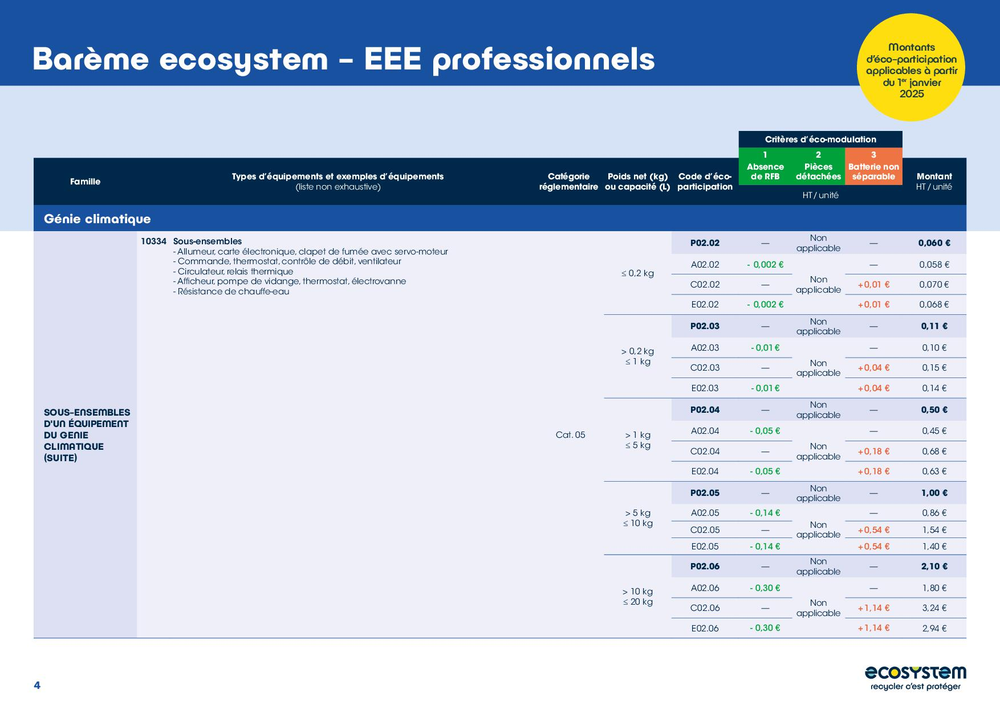 Barème ecosystem – EEE professionnels
Montants
d'éco-participation
applicables à partir
du 1er janvier
2025
Critères d'éco-modulation
Famille
Types d'équipements et exemples d'équipements
(liste non exhaustive)
Catégorie
réglementaire
Poids net (kg)
ou capacité (L)
Code d'éco-
participation
1
Absence
de RFB
2
Pièces
détachées
3
Batterie non
séparable
HT / unité
Montant
HT / unité
Génie climatique
SOUS-ENSEMBLES
D'UN ÉQUIPEMENT
DU GENIE
CLIMATIQUE
(SUITE)
10334 Sous-ensembles
- Allumeur, carte électronique, clapet de fumée avec servo-moteur
- Commande, thermostat, contrôle de débit, ventilateur
- Circulateur, relais thermique
- Afficheur, pompe de vidange, thermostat, électrovanne
- Résistance de chauffe-eau
Cat. 05
≤ 0,2 kg
P02.02 — Non applicable — 0,060 €
A02.02 - 0,002 € — 0,058 €
Non applicable
C02.02 — +0,01 € 0,070 €
E02.02 - 0,002 € +0,01 € 0,068 €
> 0,2 kg
≤ 1 kg
P02.03 — Non applicable — 0,11 €
A02.03 - 0,01 € — 0,10 €
Non applicable
C02.03 — +0,04 € 0,15 €
E02.03 - 0,01 € +0,04 € 0,14 €
> 1 kg
≤ 5 kg
P02.04 — Non applicable — 0,50 €
A02.04 - 0,05 € — 0,45 €
Non applicable
C02.04 — +0,18 € 0,68 €
E02.04 - 0,05 € +0,18 € 0,63 €
> 5 kg
≤ 10 kg
P02.05 — Non applicable — 1,00 €
A02.05 - 0,14 € — 0,86 €
Non applicable
C02.05 — +0,54 € 1,54 €
E02.05 - 0,14 € +0,54 € 1,40 €
> 10 kg
≤ 20 kg
P02.06 — Non applicable — 2,10 €
A02.06 - 0,30 € — 1,80 €
Non applicable
C02.06 — +1,14 € 3,24 €
E02.06 - 0,30 € +1,14 € 2,94 €
4
ecosystem
recycler c'est protéger